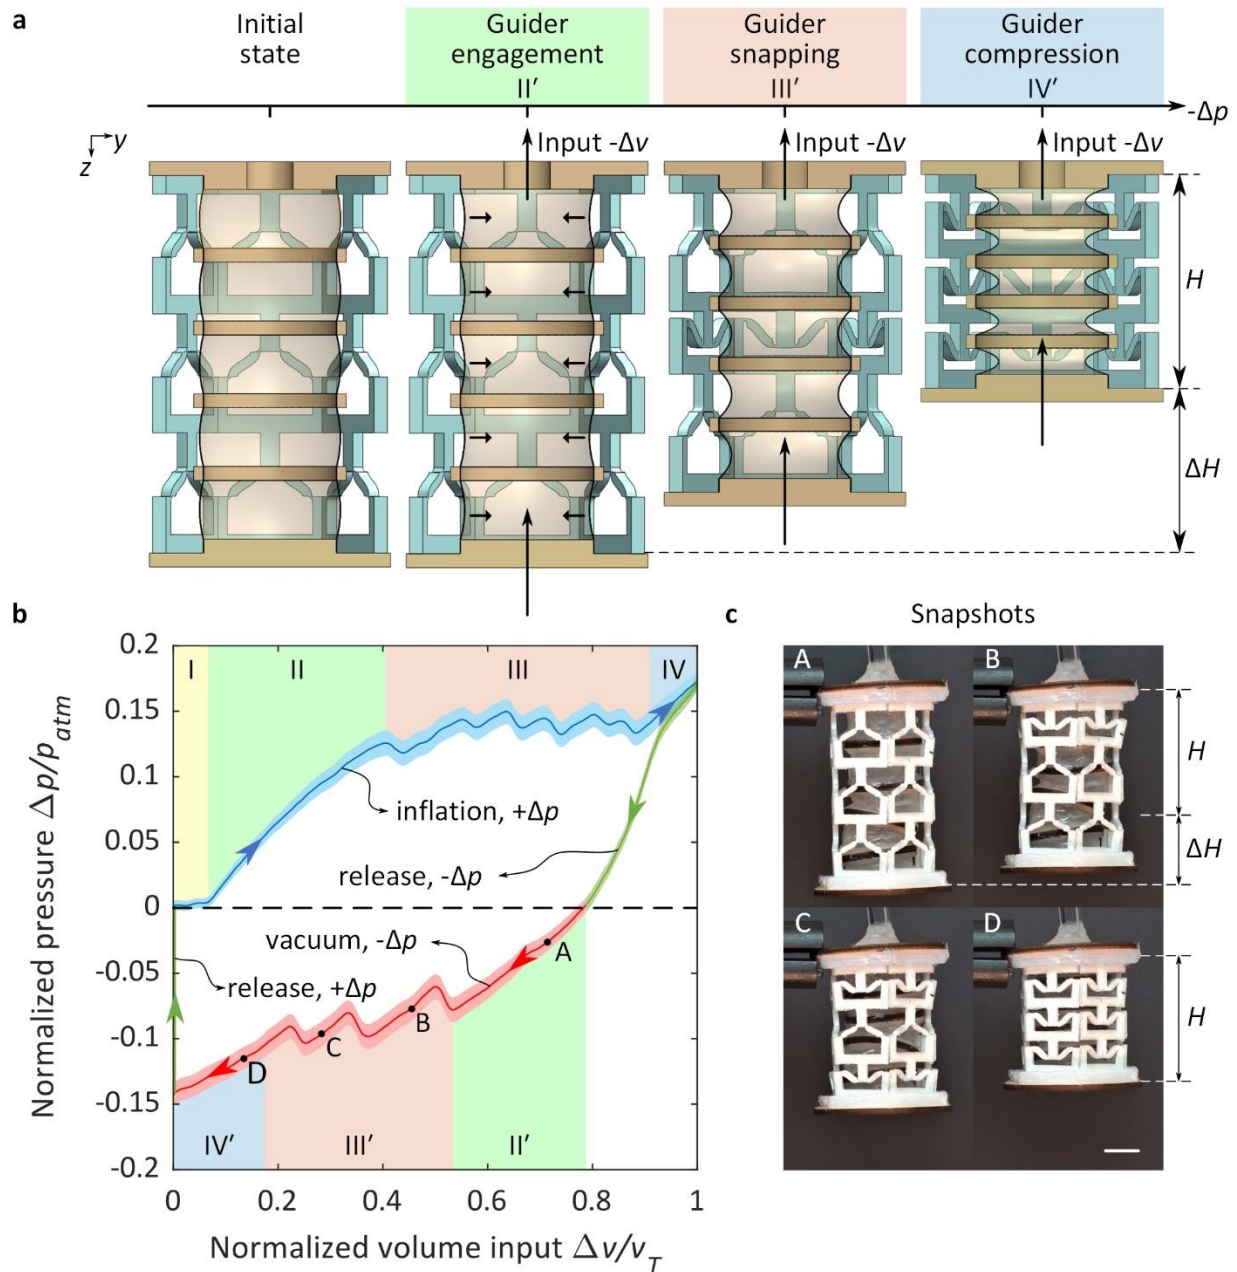 a
Initial
state
Guider
engagement
II′
Guider
snapping
III′
Guider
compression
IV′
-Δp
y
z
Input -Δv
Input -Δv
Input -Δv
H
ΔH
b
c
Snapshots
Normalized pressure Δp/p_atm
0.2
0.15
0.1
0.05
0
-0.05
-0.1
-0.15
-0.2
I
II
III
IV
inflation, +Δp
release, -Δp
vacuum, -Δp
release, +Δp
A
B
C
D
IV′
III′
II′
0
0.2
0.4
0.6
0.8
1
Normalized volume input Δv/v_T
A
B
H
ΔH
C
D
H